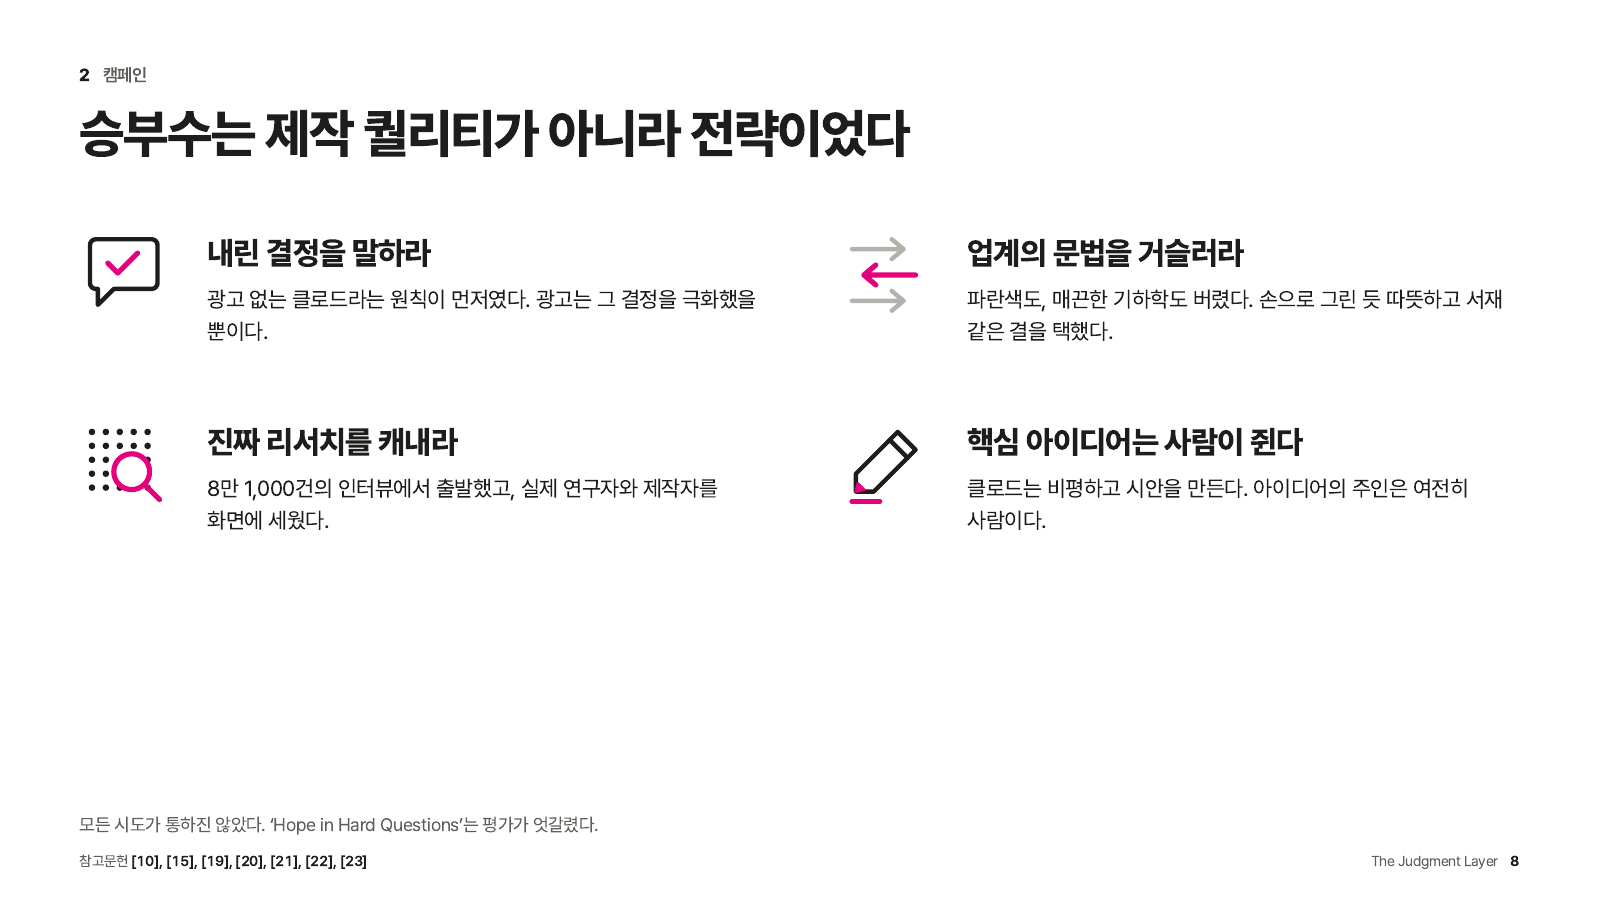 2 캠페인
승부수는 제작 퀄리티가 아니라 전략이었다
내린 결정을 말하라
광고 없는 클로드라는 원칙이 먼저였다. 광고는 그 결정을 극화했을
뿐이다.
업계의 문법을 거슬러라
파란색도, 매끈한 기하학도 버렸다. 손으로 그린 듯 따뜻하고 서재
같은 결을 택했다.
진짜 리서치를 캐내라
8만 1,000건의 인터뷰에서 출발했고, 실제 연구자와 제작자를
화면에 세웠다.
핵심 아이디어는 사람이 쥔다
클로드는 비평하고 시안을 만든다. 아이디어의 주인은 여전히
사람이다.
모든 시도가 통하진 않았다. ‘Hope in Hard Questions’는 평가가 엇갈렸다.
참고문헌 [10], [15], [19], [20], [21], [22], [23]
The Judgment Layer 8